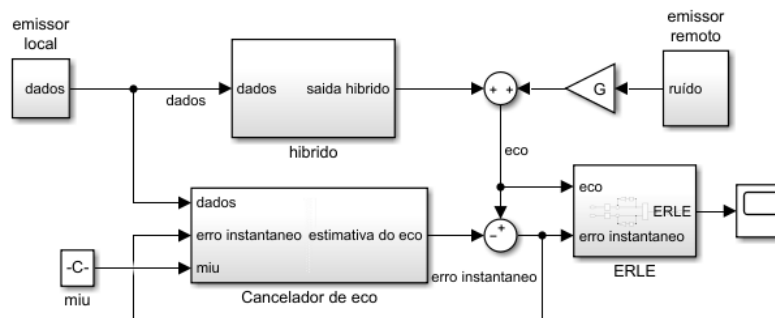 emissor
local
dados
dados
dados
saida hibrido
hibrido
+ +
G
emissor
remoto
ruído
eco
dados
erro instantaneo
miu
estimativa do eco
Cancelador de eco
-C-
miu
− +
erro instantaneo
eco
ERLE
erro instantaneo
ERLE